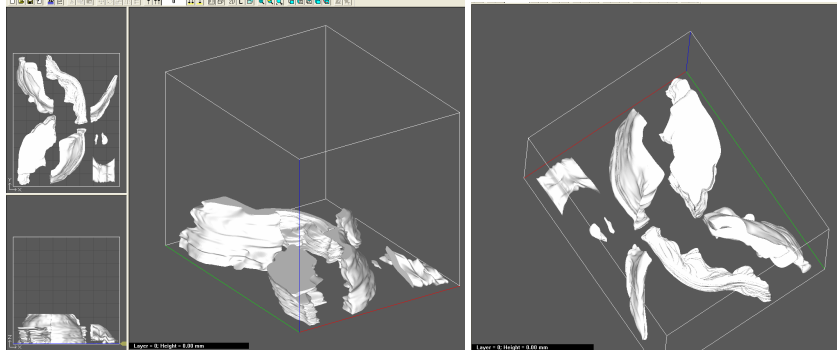 Layer = 0; Height = 0.00 mm
Layer = 0; Height = 0.00 mm